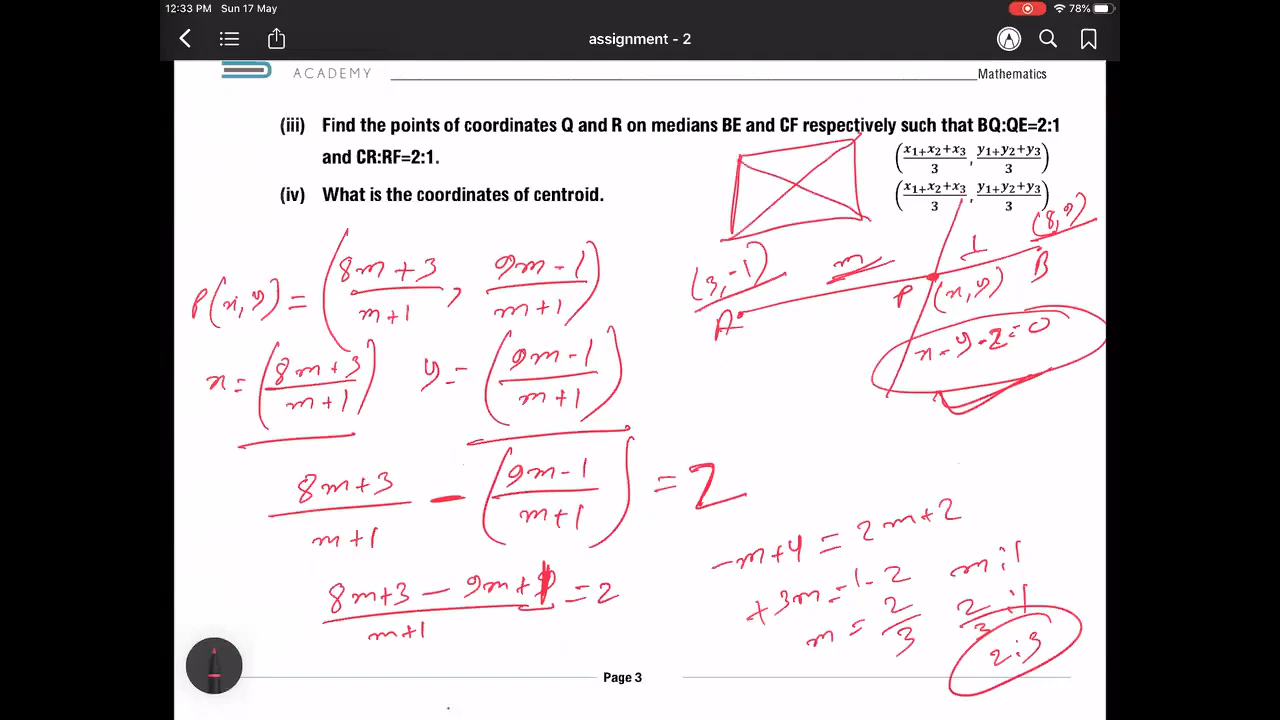 12:33 PM Sun 17 May
78%
assignment - 2
ACADEMY
Mathematics
(iii) Find the points of coordinates Q and R on medians BE and CF respectively such that BQ:QE=2:1
and CR:RF=2:1.
(x₁+x₂+x₃/3, y₁+y₂+y₃/3)
(iv) What is the coordinates of centroid.
(x₁+x₂+x₃/3, y₁+y₂+y₃/3)
(3,-1) m 1 (8,9)
A P (x,y) B
x-y-2=0
P(x,y) = (8m+3/m+1, 9m-1/m+1)
x = (8m+3/m+1) y = (9m-1/m+1)
8m+3/m+1 - (9m-1/m+1) = 2
8m+3-9m+1/m+1 = 2
-m+4 = 2m+2
+3m = +2 m:1
m = 2/3 2/3:1
2:3
Page 3